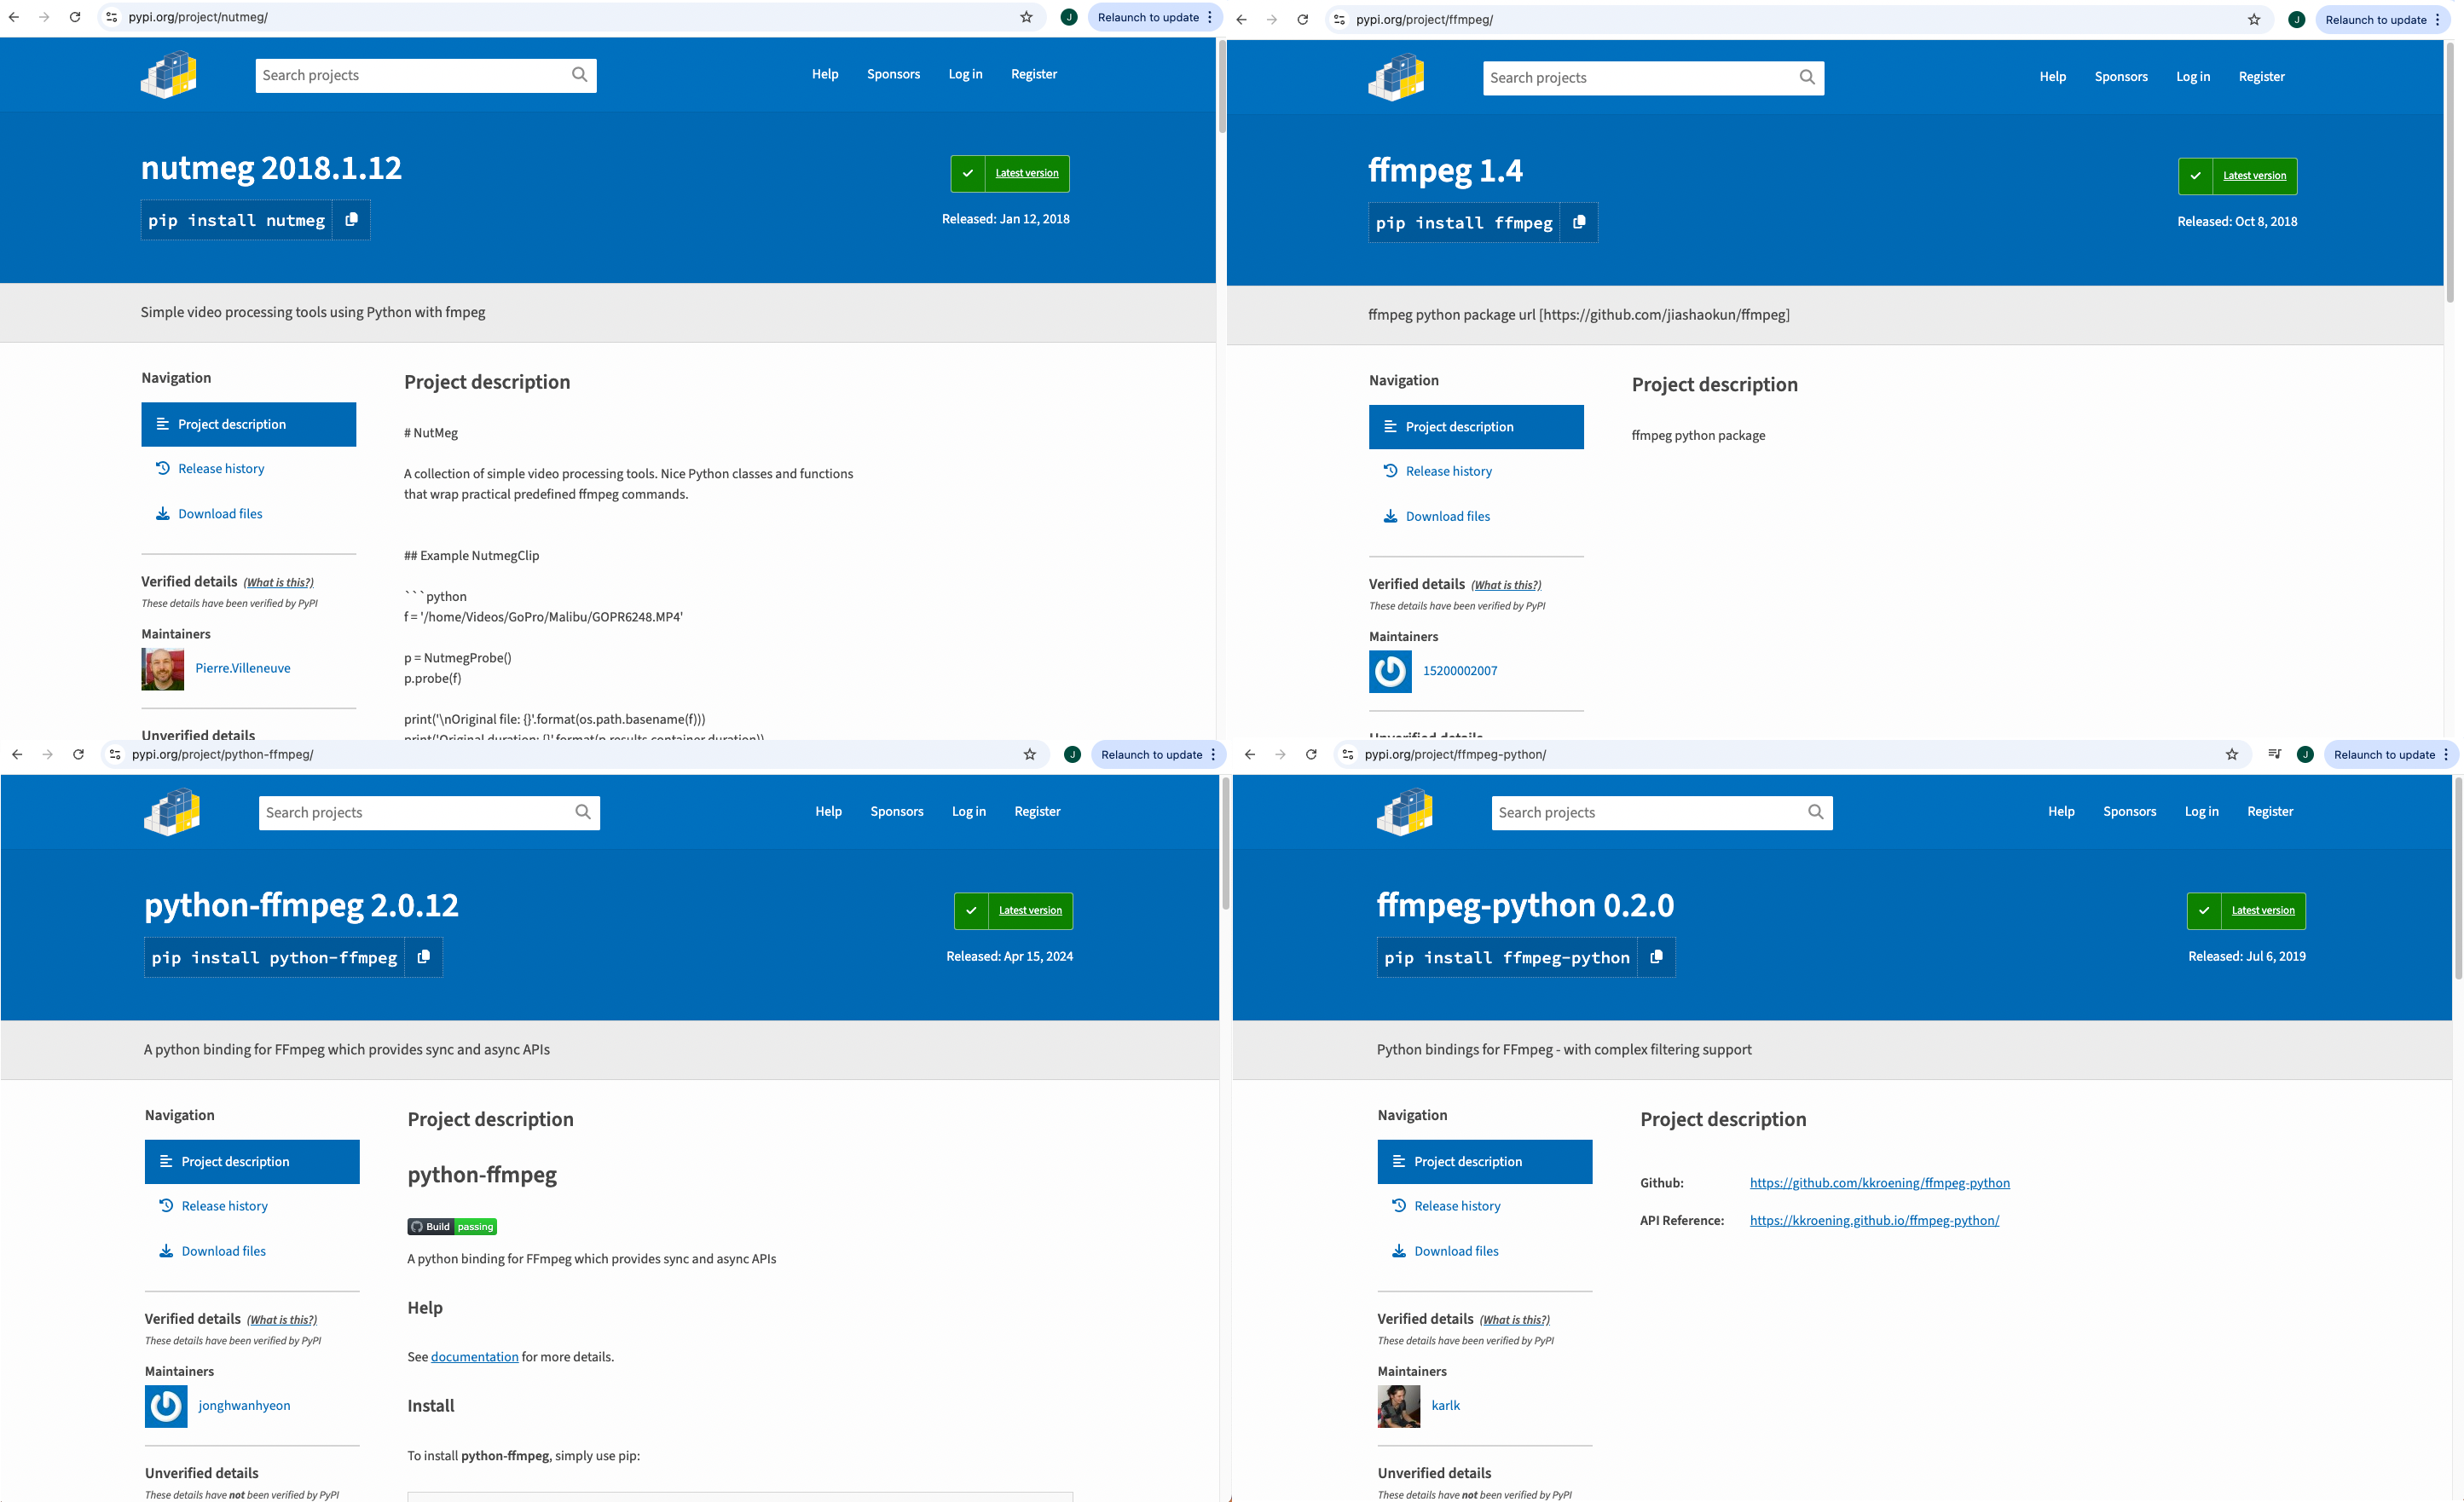 pypi.org/project/nutmeg/
J
Relaunch to update
Search projects
Help
Sponsors
Log in
Register
nutmeg 2018.1.12
pip install nutmeg
Latest version
Released: Jan 12, 2018
Simple video processing tools using Python with fmpeg
Navigation
Project description
Release history
Download files
Verified details (What is this?)
These details have been verified by PyPI
Maintainers
Pierre.Villeneuve
Unverified details
Project description
# NutMeg
A collection of simple video processing tools. Nice Python classes and functions
that wrap practical predefined ffmpeg commands.
## Example NutmegClip
```python
f = '/home/Videos/GoPro/Malibu/GOPR6248.MP4'
p = NutmegProbe()
p.probe(f)
print('\nOriginal file: {}'.format(os.path.basename(f)))
print('Original duration: {}'.format(p.results.container.duration))
pypi.org/project/ffmpeg/
J
Relaunch to update
Search projects
Help
Sponsors
Log in
Register
ffmpeg 1.4
pip install ffmpeg
Latest version
Released: Oct 8, 2018
ffmpeg python package url [https://github.com/jiashaokun/ffmpeg]
Navigation
Project description
Release history
Download files
Verified details (What is this?)
These details have been verified by PyPI
Maintainers
15200002007
Unverified details
Project description
ffmpeg python package
pypi.org/project/python-ffmpeg/
J
Relaunch to update
Search projects
Help
Sponsors
Log in
Register
python-ffmpeg 2.0.12
pip install python-ffmpeg
Latest version
Released: Apr 15, 2024
A python binding for FFmpeg which provides sync and async APIs
Navigation
Project description
Release history
Download files
Verified details (What is this?)
These details have been verified by PyPI
Maintainers
jonghwanhyeon
Unverified details
These details have not been verified by PyPI
Project description
python-ffmpeg
Build passing
A python binding for FFmpeg which provides sync and async APIs
Help
See documentation for more details.
Install
To install python-ffmpeg, simply use pip:
pypi.org/project/ffmpeg-python/
J
Relaunch to update
Search projects
Help
Sponsors
Log in
Register
ffmpeg-python 0.2.0
pip install ffmpeg-python
Latest version
Released: Jul 6, 2019
Python bindings for FFmpeg - with complex filtering support
Navigation
Project description
Release history
Download files
Verified details (What is this?)
These details have been verified by PyPI
Maintainers
karlk
Unverified details
These details have not been verified by PyPI
Project description
Github: https://github.com/kkroening/ffmpeg-python
API Reference: https://kkroening.github.io/ffmpeg-python/